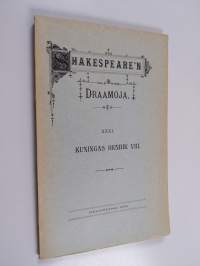 SHAKESPEARE'N
DRAAMOJA.
XXXI.
KUNINGAS HENRIK VIII.